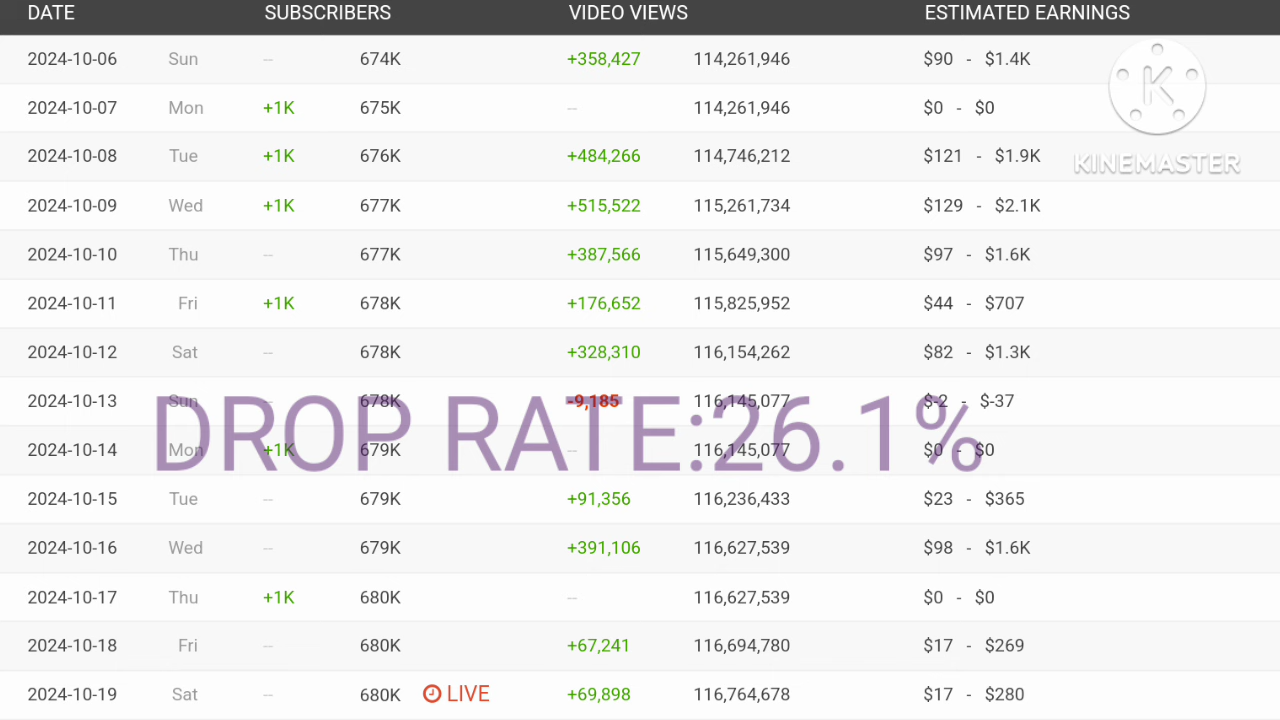 DATE SUBSCRIBERS VIDEO VIEWS ESTIMATED EARNINGS
2024-10-06 Sun -- 674K +358,427 114,261,946 $90 - $1.4K
2024-10-07 Mon +1K 675K -- 114,261,946 $0 - $0
2024-10-08 Tue +1K 676K +484,266 114,746,212 $121 - $1.9K
KINEMASTER
2024-10-09 Wed +1K 677K +515,522 115,261,734 $129 - $2.1K
2024-10-10 Thu -- 677K +387,566 115,649,300 $97 - $1.6K
2024-10-11 Fri +1K 678K +176,652 115,825,952 $44 - $707
2024-10-12 Sat -- 678K +328,310 116,154,262 $82 - $1.3K
2024-10-13 Sun -- 678K -9,185 116,145,077 $-2 - $-37
DROP RATE:26.1%
2024-10-14 Mon +1K 679K -- 116,145,077 $0 - $0
2024-10-15 Tue -- 679K +91,356 116,236,433 $23 - $365
2024-10-16 Wed -- 679K +391,106 116,627,539 $98 - $1.6K
2024-10-17 Thu +1K 680K -- 116,627,539 $0 - $0
2024-10-18 Fri -- 680K +67,241 116,694,780 $17 - $269
2024-10-19 Sat -- 680K LIVE +69,898 116,764,678 $17 - $280